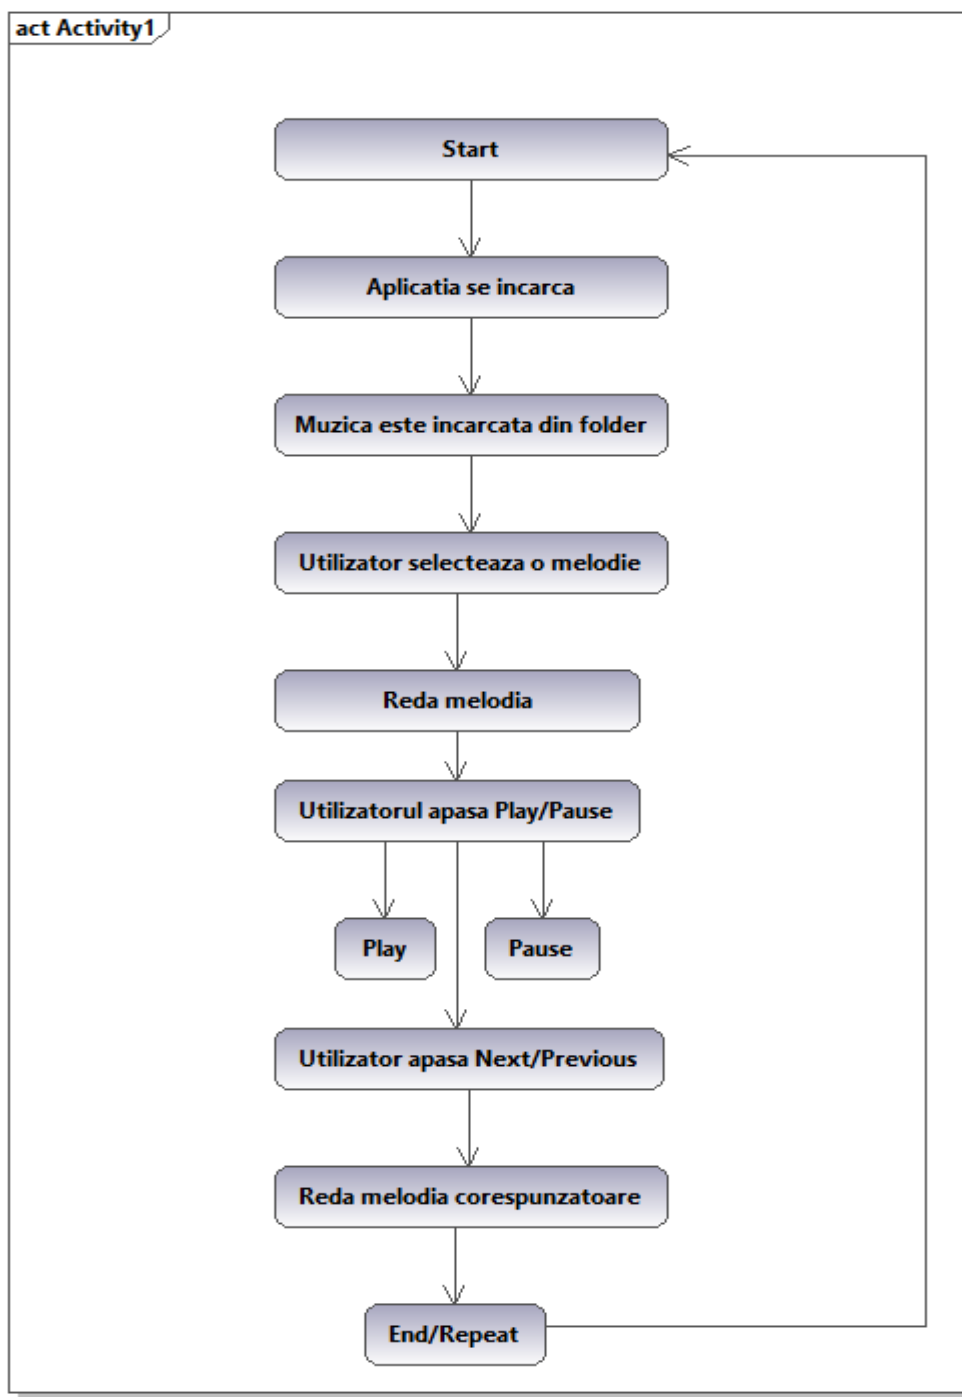 act Activity1
Start
Aplicatia se incarca
Muzica este incarcata din folder
Utilizator selecteaza o melodie
Reda melodia
Utilizatorul apasa Play/Pause
Play
Pause
Utilizator apasa Next/Previous
Reda melodia corespunzatoare
End/Repeat